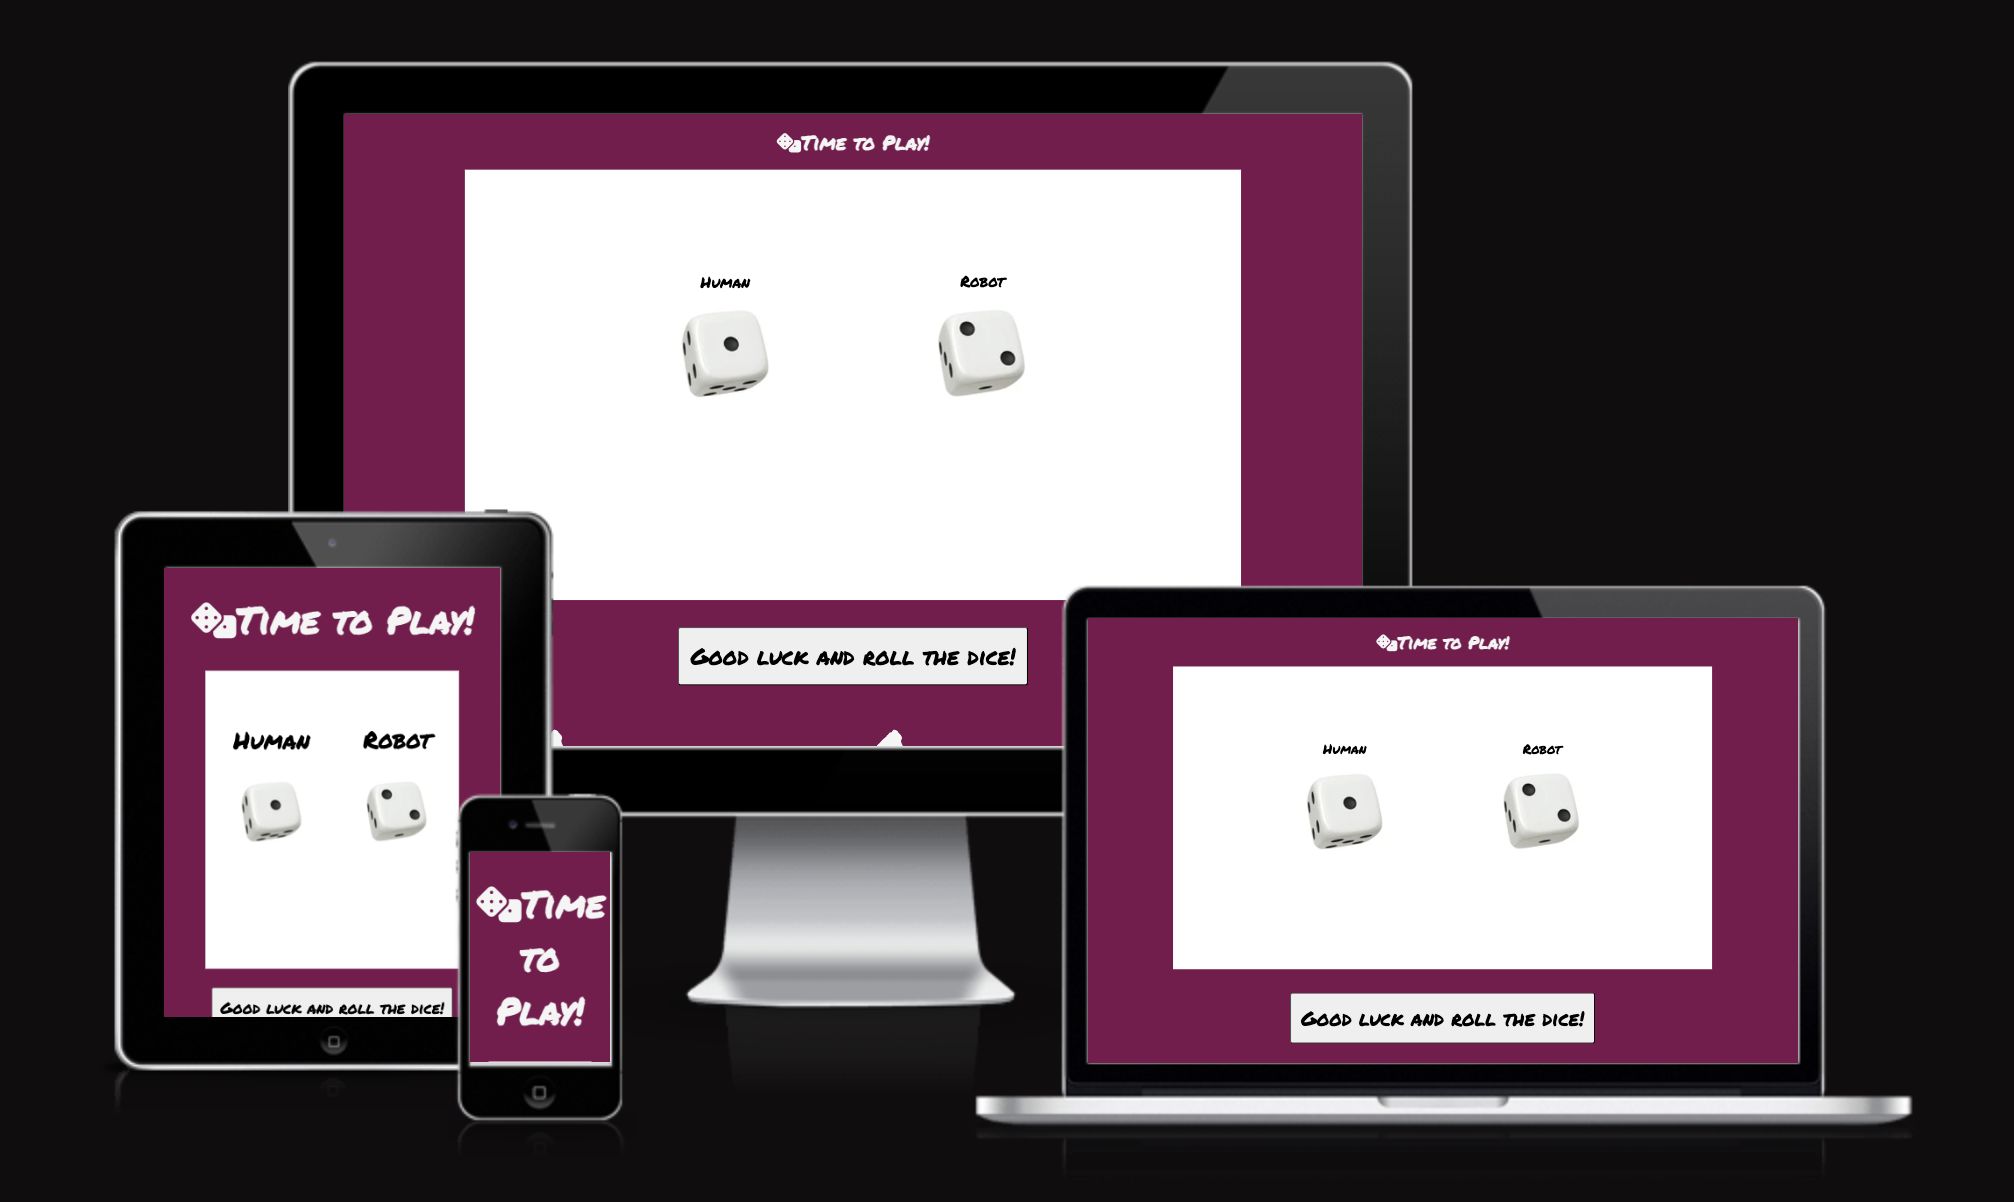 Time to Play!
Human Robot
Good luck and roll the dice!
Time to Play!
Human Robot
Good luck and roll the dice!
Time
to
Play!
Time to Play!
Human Robot
Good luck and roll the dice!